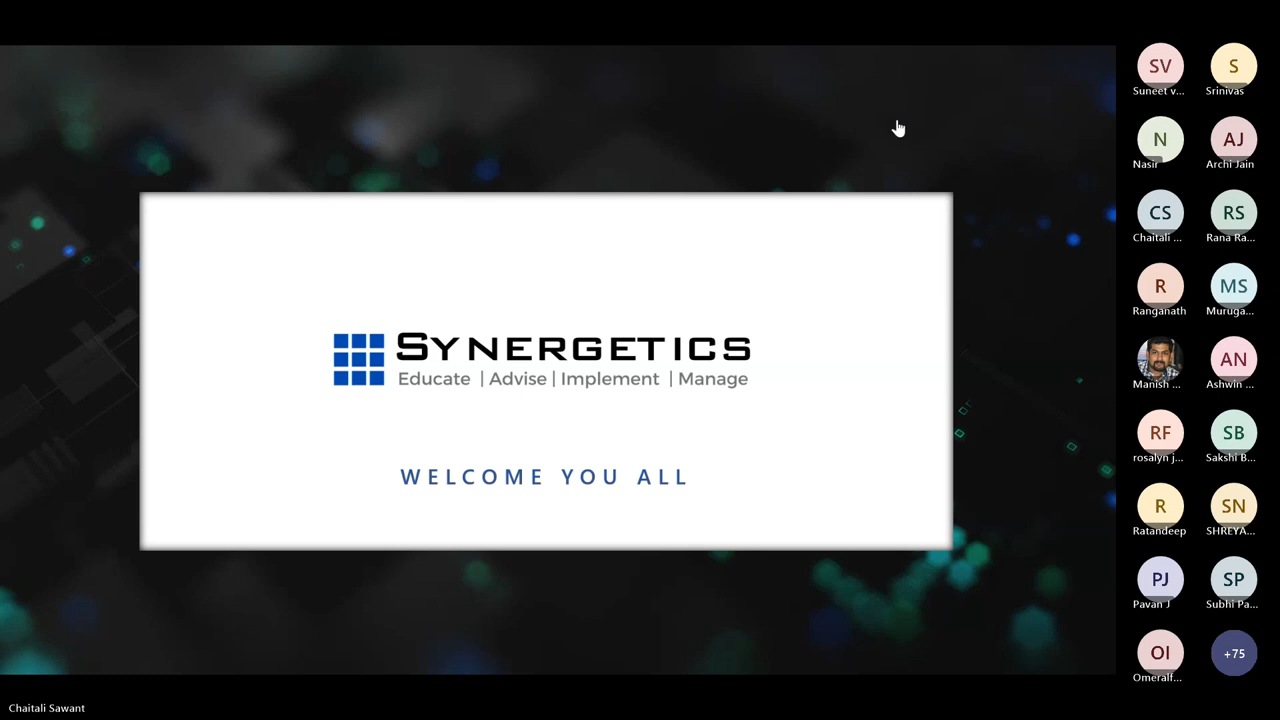 SYNERGETICS
Educate | Advise | Implement | Manage
WELCOME YOU ALL
SV
Suneet v...
S
Srinivas
N
Nasir
AJ
Archi Jain
CS
Chaitali ...
RS
Rana Ra...
R
Ranganath
MS
Muruga...
Manish ...
AN
Ashwin ...
RF
rosalyn j...
SB
Sakshi B...
R
Ratandeep
SN
SHREYA...
PJ
Pavan J
SP
Subhi Pa...
OI
Omeralf...
+75
Chaitali Sawant